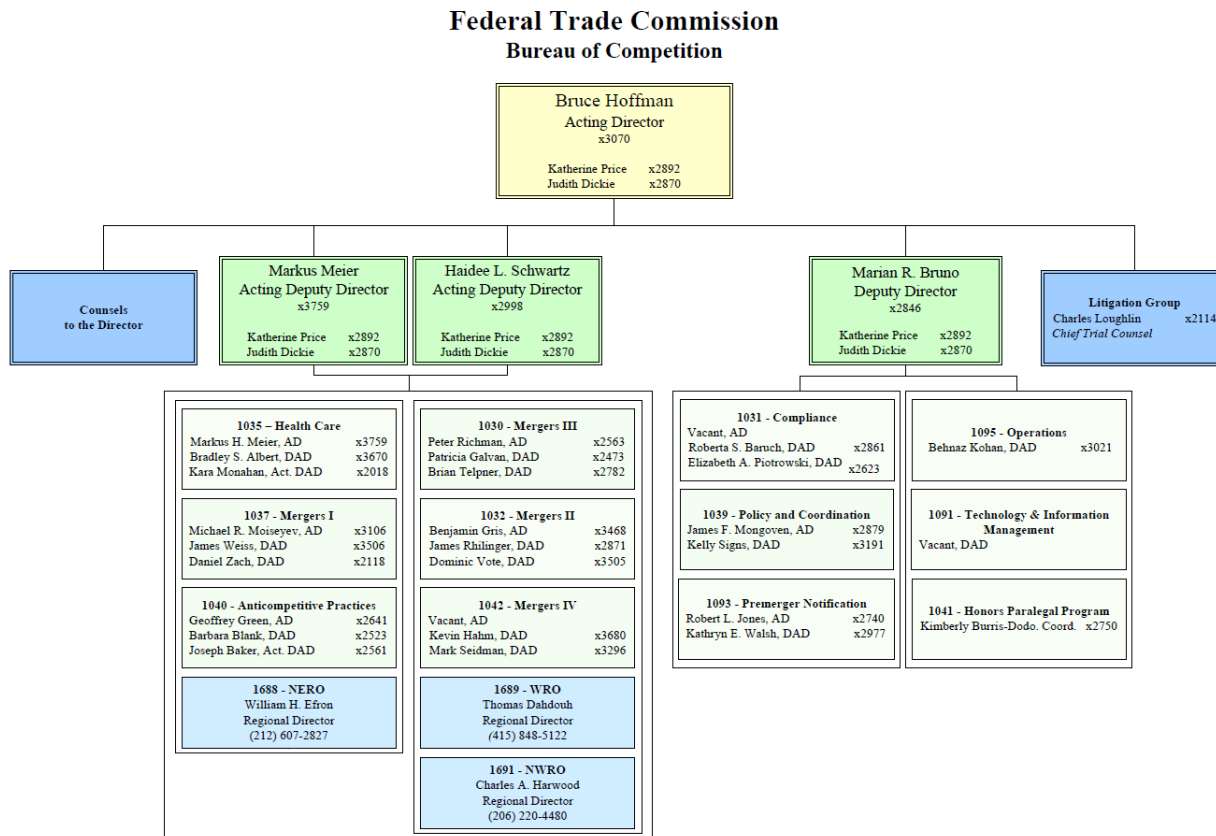 Federal Trade Commission
Bureau of Competition
Bruce Hoffman
Acting Director
x3070
Katherine Price x2892
Judith Dickie x2870
Counsels
to the Director
Markus Meier
Acting Deputy Director
x3759
Katherine Price x2892
Judith Dickie x2870
Haidee L. Schwartz
Acting Deputy Director
x2998
Katherine Price x2892
Judith Dickie x2870
Marian R. Bruno
Deputy Director
x2846
Katherine Price x2892
Judith Dickie x2870
Litigation Group
Charles Loughlin x2114
Chief Trial Counsel
1035 – Health Care
Markus H. Meier, AD x3759
Bradley S. Albert, DAD x3670
Kara Monahan, Act. DAD x2018
1037 - Mergers I
Michael R. Moiseyev, AD x3106
James Weiss, DAD x3506
Daniel Zach, DAD x2118
1040 - Anticompetitive Practices
Geoffrey Green, AD x2641
Barbara Blank, DAD x2523
Joseph Baker, Act. DAD x2561
1688 - NERO
William H. Efron
Regional Director
(212) 607-2827
1030 - Mergers III
Peter Richman, AD x2563
Patricia Galvan, DAD x2473
Brian Telpner, DAD x2782
1032 - Mergers II
Benjamin Gris, AD x3468
James Rhilinger, DAD x2871
Dominic Vote, DAD x3505
1042 - Mergers IV
Vacant, AD
Kevin Hahm, DAD x3680
Mark Seidman, DAD x3296
1689 - WRO
Thomas Dahdouh
Regional Director
(415) 848-5122
1691 - NWRO
Charles A. Harwood
Regional Director
(206) 220-4480
1031 - Compliance
Vacant, AD
Roberta S. Baruch, DAD x2861
Elizabeth A. Piotrowski, DAD x2623
1039 - Policy and Coordination
James F. Mongoven, AD x2879
Kelly Signs, DAD x3191
1093 - Premerger Notification
Robert L. Jones, AD x2740
Kathryn E. Walsh, DAD x2977
1095 - Operations
Behnaz Kohan, DAD x3021
1091 - Technology & Information
Management
Vacant, DAD
1041 - Honors Paralegal Program
Kimberly Burris-Dodo. Coord. x2750